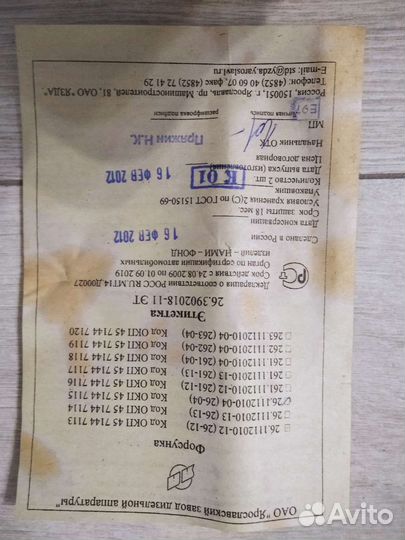 ОАО "Ярославский завод дизельной аппаратуры"
Форсунка
26.1112010-12 (26-12) Код ОКП 45 7144 7113
26.1112010-13 (26-13) Код ОКП 45 7144 7114
26.1112010-04 (26-04) Код ОКП 45 7144 7115
261.1112010-12 (261-12) Код ОКП 45 7144 7116
261.1112010-13 (261-13) Код ОКП 45 7144 7117
261.1112010-04 (261-04) Код ОКП 45 7144 7118
262.1112010-04 (262-04) Код ОКП 45 7144 7119
263.1112010-04 (263-04) Код ОКП 45 7144 7120
Этикетка
26.3902018-11 ЭТ
Декларация о соответствии РОСС RU.МТ14.Д00027
Срок действия с 24.08.2009 по 01.09.2019
Орган по сертификации автомобильных
изделий – НАМИ – ФОНД
Сделано в России
Дата консервации 16 ФЕВ 2012
Срок защиты 18 мес.
Условия хранения 2(С) по ГОСТ 15150-69
Упаковщик К 01
Количество 2 шт.
Дата выпуска (изготовления) 16 ФЕВ 2012
Цена договорная
Начальник ОТК Пряжкин Н.К.
МП личная подпись расшифровка подписи
Россия, 150051, г. Ярославль, пр. Машиностроителей, 81, ОАО "ЯЗДА"
Телефон: (4852) 40 60 07, факс (4852) 72 41 29
E-mail: std@yzda.yaroslavl.ru
Avito